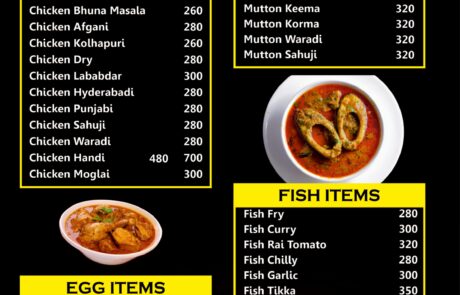 Chicken Bhuna Masala 260
Chicken Afgani 280
Chicken Kolhapuri 260
Chicken Dry 280
Chicken Lababdar 300
Chicken Hyderabadi 280
Chicken Punjabi 280
Chicken Sahuji 280
Chicken Waradi 280
Chicken Handi 480 700
Chicken Moglai 300
EGG ITEMS
Mutton Keema 320
Mutton Korma 320
Mutton Waradi 320
Mutton Sahuji 320
FISH ITEMS
Fish Fry 280
Fish Curry 300
Fish Rai Tomato 320
Fish Chilly 280
Fish Garlic 300
Fish Tikka 350